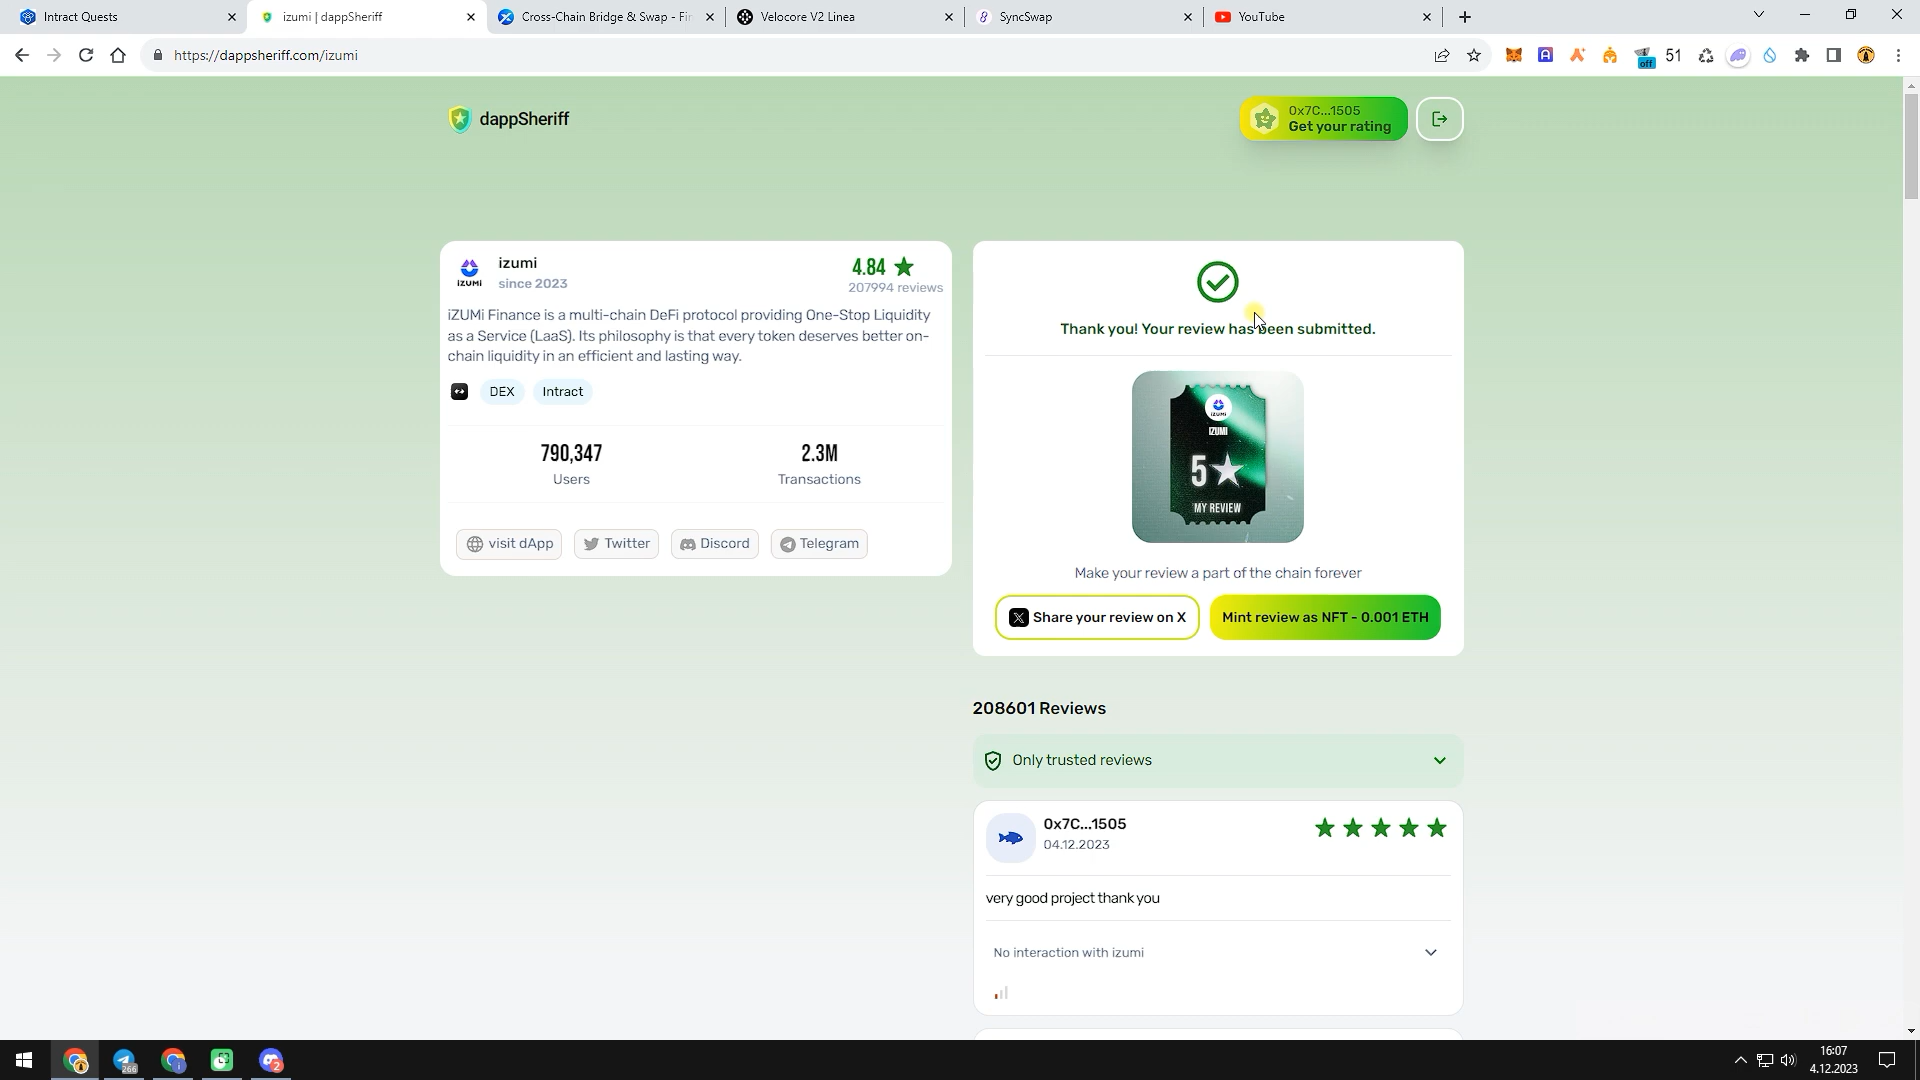 Intract Quests
izumi | dappSheriff
Cross-Chain Bridge & Swap - Fir
Velocore V2 Linea
SyncSwap
YouTube
https://dappsheriff.com/izumi
off
51
dappSheriff
0x7C...1505
Get your rating
izumi
since 2023
4.84
207994 reviews
iZUMi
iZUMi Finance is a multi-chain DeFi protocol providing One-Stop Liquidity
as a Service (LaaS). Its philosophy is that every token deserves better on-
chain liquidity in an efficient and lasting way.
DEX
Intract
790,347
Users
2.3M
Transactions
visit dApp
Twitter
Discord
Telegram
Thank you! Your review has been submitted.
iZUMi
IZUMI
5
MY REVIEW
Make your review a part of the chain forever
Share your review on X
Mint review as NFT - 0.001 ETH
208601 Reviews
Only trusted reviews
0x7C...1505
04.12.2023
very good project thank you
No interaction with izumi
266
2
16:07
4.12.2023